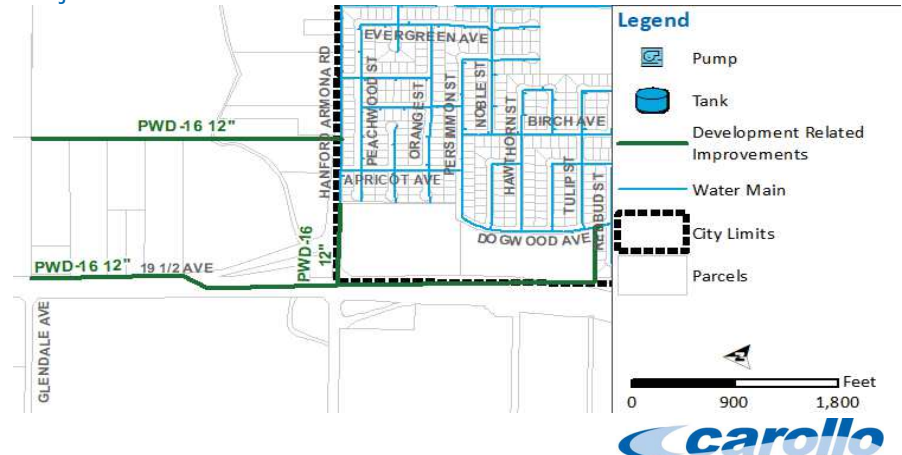 EVERGREEN AVE
HANFORD ARMONA RD
PEACHWOOD ST
ORANGE ST
PERSIMMON ST
NOBLE ST
HAWTHORN ST
BIRCH AVE
TULIP ST
REDBUD ST
APRICOT AVE
DOGWOOD AVE
PWD-16 12"
PWD-16 12"
PWD-16 12"
19 1/2 AVE
GLENDALE AVE
Legend
Pump
Tank
Development Related
Improvements
Water Main
City Limits
Parcels
Feet
0 900 1,800
carollo